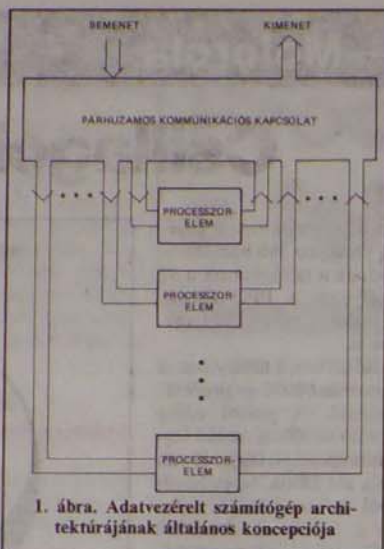 BEMENET KIMENET
PÁRHUZAMOS KOMMUNIKÁCIÓS KAPCSOLAT
PROCESSZOR-
ELEM
PROCESSZOR-
ELEM
PROCESSZOR-
ELEM
1. ábra. Adatvezérelt számítógép archi-
tektúrájának általános koncepciója